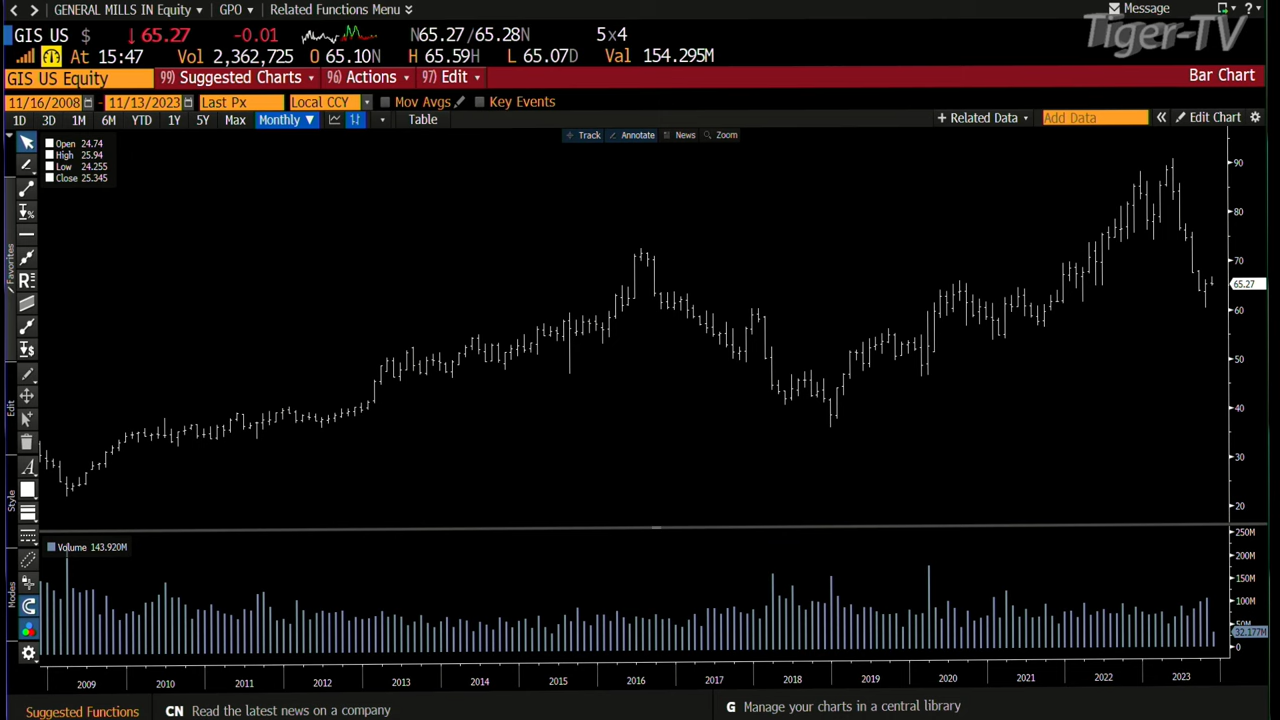 GENERAL MILLS IN Equity GPO Related Functions Menu Message ?
GIS US $ ↓65.27 -0.01 N65.27/65.28N 5x4
At 15:47 Vol 2,362,725 O 65.10N H 65.59H L 65.07D Val 154.295M
Tiger-TV
GIS US Equity 99) Suggested Charts 96) Actions 97) Edit Bar Chart
11/16/2008 - 11/13/2023 Last Px Local CCY Mov Avgs Key Events
1D 3D 1M 6M YTD 1Y 5Y Max Monthly ▼ Table + Related Data Add Data « Edit Chart
Track Annotate News Zoom
Open 24.74
High 25.94
Low 24.255
Close 25.345
90
80
70
65.27
60
50
40
30
20
Favorites
Edit
Style
Modes
Volume 143.920M
250M
200M
150M
100M
50M
32.177M
0
2009 2010 2011 2012 2013 2014 2015 2016 2017 2018 2019 2020 2021 2022 2023
Suggested Functions CN Read the latest news on a company G Manage your charts in a central library